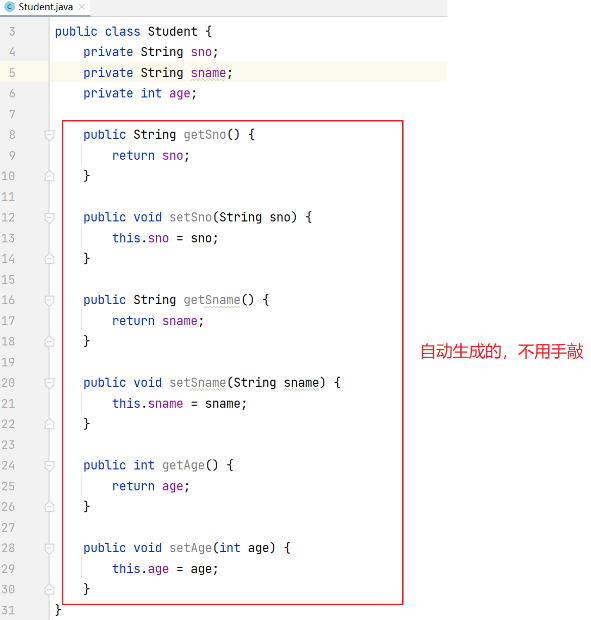 Student.java
3 public class Student {
4 private String sno;
5 private String sname;
6 private int age;
7
8 public String getSno() {
9 return sno;
10 }
11
12 public void setSno(String sno) {
13 this.sno = sno;
14 }
15
16 public String getSname() {
17 return sname;
18 }
19
20 public void setSname(String sname) {
21 this.sname = sname;
22 }
23
24 public int getAge() {
25 return age;
26 }
27
28 public void setAge(int age) {
29 this.age = age;
30 }
31 }
自动生成的，不用手敲